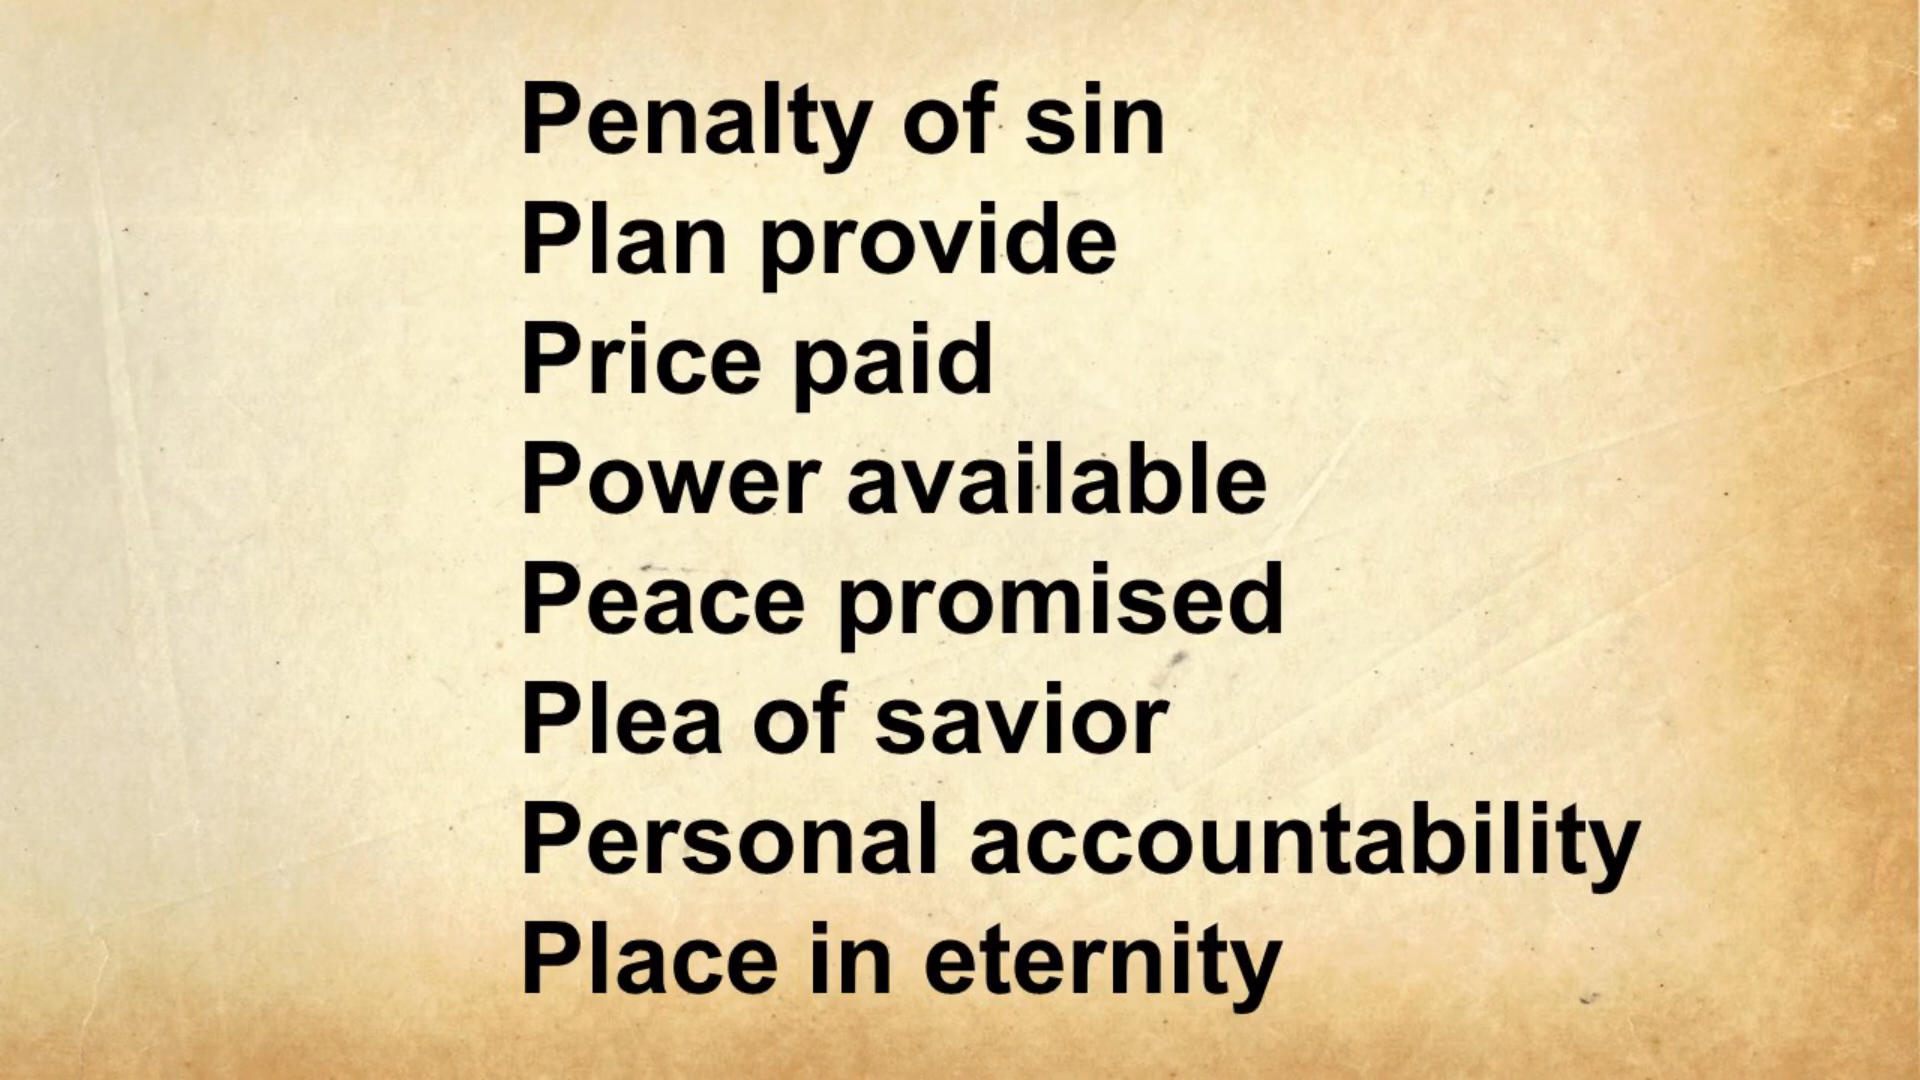 Penalty of sin
Plan provide
Price paid
Power available
Peace promised
Plea of savior
Personal accountability
Place in eternity